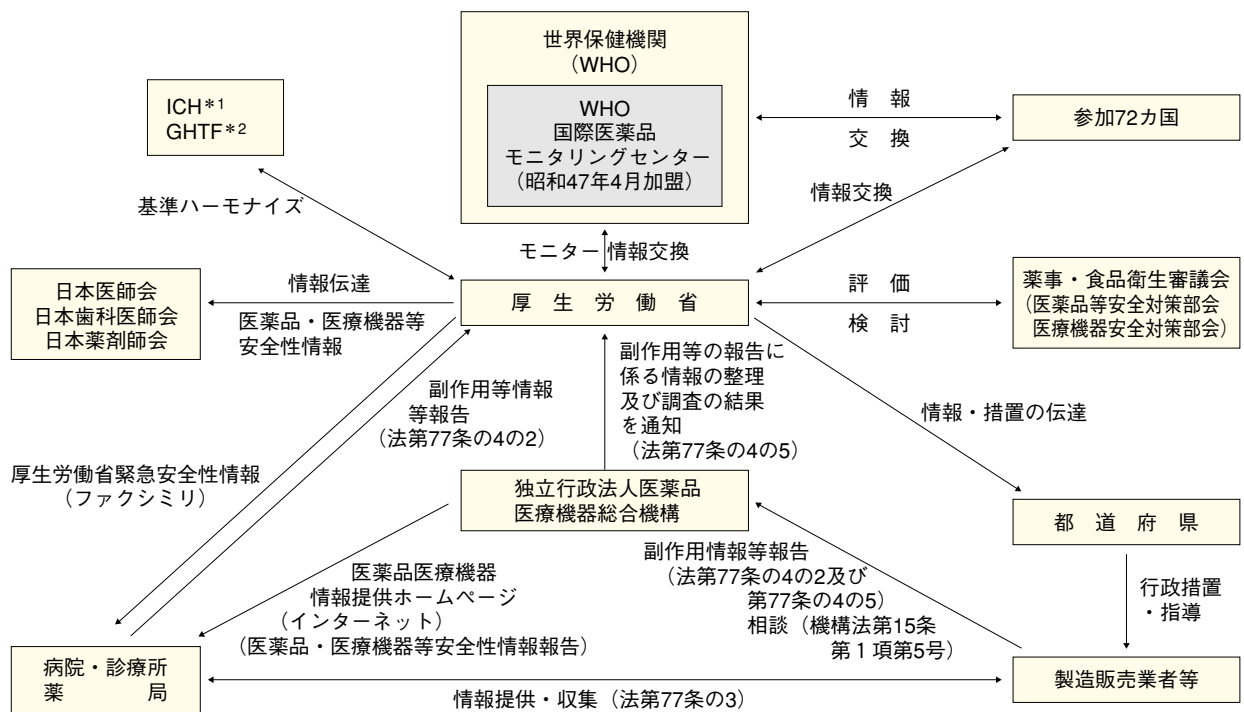 世界保健機関
（WHO）
WHO
国際医薬品
モニタリングセンター
（昭和47年4月加盟）
ICH＊1
GHTF＊2
情　報
交　換
参加72カ国
基準ハーモナイズ
情報交換
モニター 情報交換
日本医師会
日本歯科医師会
日本薬剤師会
情報伝達
医薬品・医療機器等
安全性情報
厚　生　労　働　省
評　価
検　討
薬事・食品衛生審議会
（医薬品等安全対策部会
医療機器安全対策部会）
副作用等情報
等報告
（法第77条の4の2）
副作用等の報告に
係る情報の整理
及び調査の結果
を通知
（法第77条の4の5）
情報・措置の伝達
厚生労働省緊急安全性情報
（ファクシミリ）
独立行政法人医薬品
医療機器総合機構
都　道　府　県
医薬品医療機器
情報提供ホームページ
（インターネット）
（医薬品・医療機器等安全性情報報告）
副作用情報等報告
（法第77条の4の2及び
第77条の4の5）
相談（機構法第15条
第１項第5号）
行政措置
・指導
病院・診療所
薬　　　局
情報提供・収集（法第77条の3）
製造販売業者等